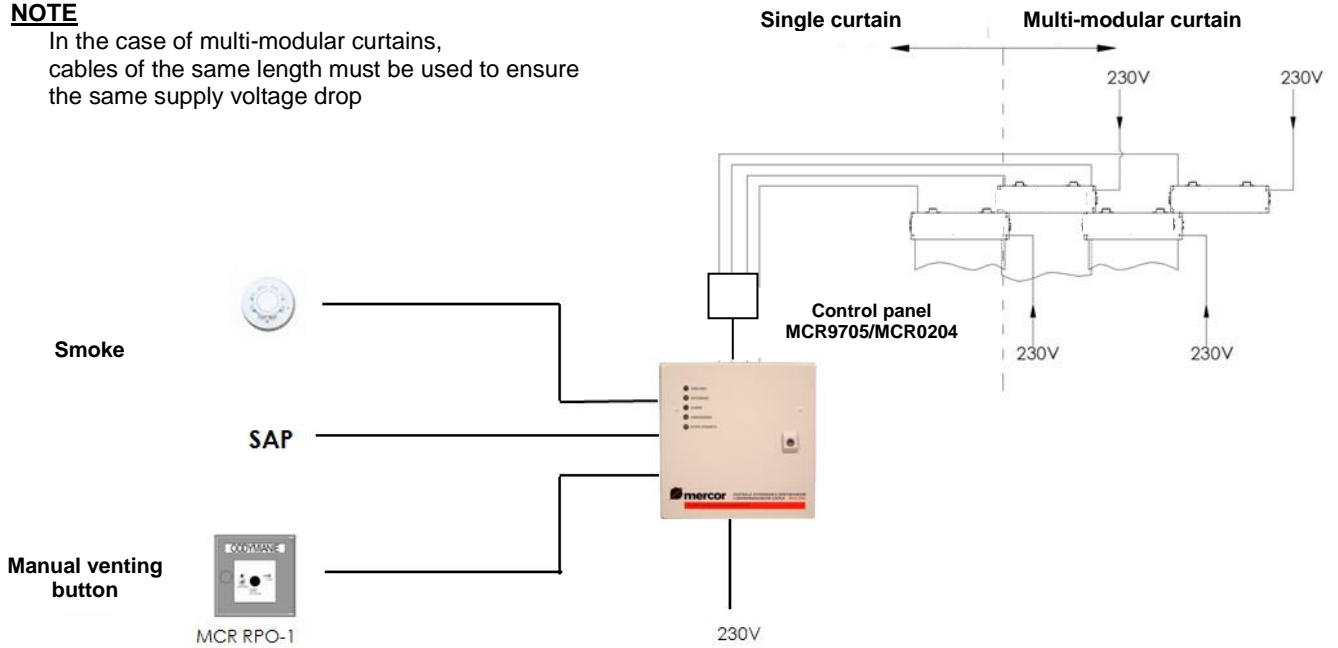 NOTE
In the case of multi-modular curtains,
cables of the same length must be used to ensure
the same supply voltage drop
Single curtain
Multi-modular curtain
230V
230V
Control panel
MCR9705/MCR0204
230V
230V
Smoke
SAP
mercor
Manual venting
button
ODDYMIANIE
MCR RPO-1
230V